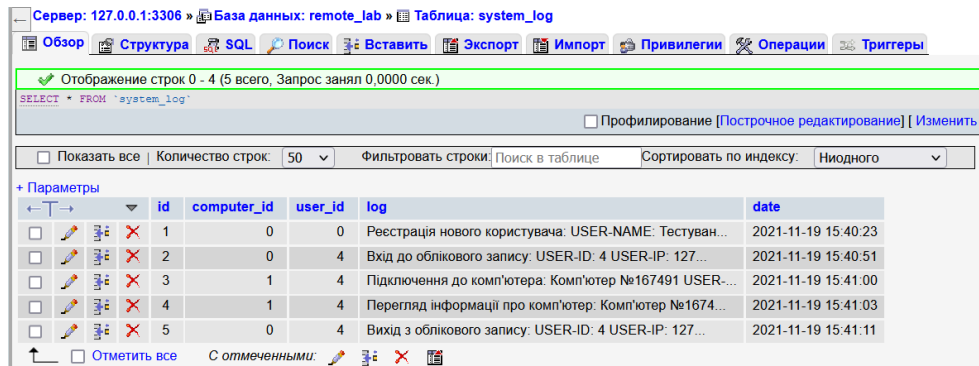 Сервер: 127.0.0.1:3306 » База данных: remote_lab » Таблица: system_log
Обзор Структура SQL Поиск Вставить Экспорт Импорт Привилегии Операции Триггеры
Отображение строк 0 - 4 (5 всего, Запрос занял 0,0000 сек.)
SELECT * FROM `system_log`
Профилирование [Построчное редактирование] [ Изменить
Показать все | Количество строк: 50 Фильтровать строки: Поиск в таблице Сортировать по индексу: Ниодного
+ Параметры
←T→ id computer_id user_id log date
1 0 0 Реєстрація нового користувача: USER-NAME: Тестуван... 2021-11-19 15:40:23
2 0 4 Вхід до облікового запису: USER-ID: 4 USER-IP: 127... 2021-11-19 15:40:51
3 1 4 Підключення до комп'ютера: Комп'ютер №167491 USER-... 2021-11-19 15:41:00
4 1 4 Перегляд інформації про комп'ютер: Комп'ютер №1674... 2021-11-19 15:41:03
5 0 4 Вихід з облікового запису: USER-ID: 4 USER-IP: 127... 2021-11-19 15:41:11
Отметить все С отмеченными: